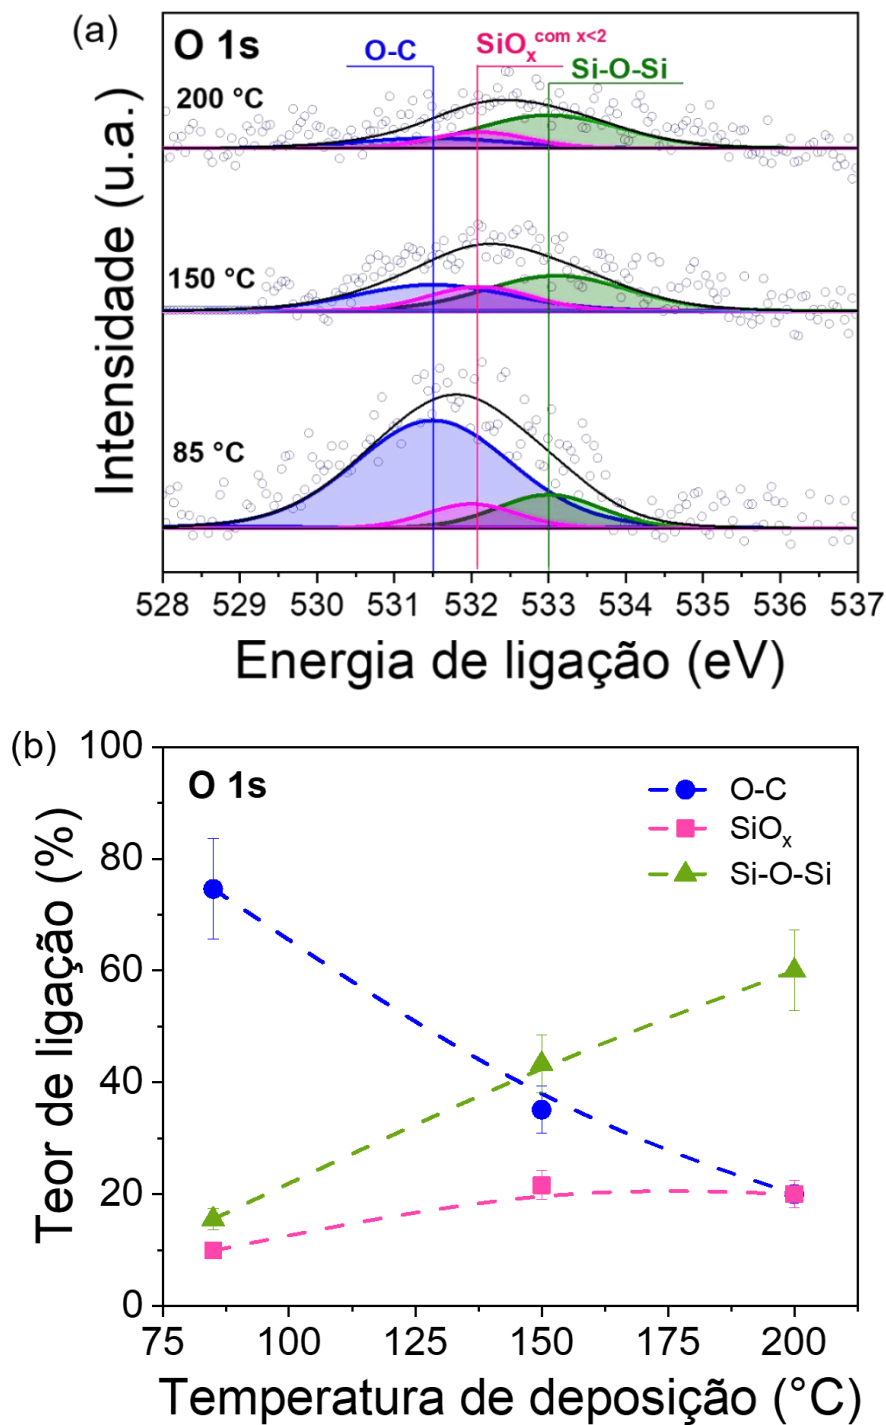 (a)
O 1s
O-C
SiOₓ com x<2
Si-O-Si
200 °C
150 °C
85 °C
Intensidade (u.a.)
528 529 530 531 532 533 534 535 536 537
Energia de ligação (eV)
(b)
O 1s
O-C
SiOₓ
Si-O-Si
100
80
60
40
20
0
Teor de ligação (%)
75 100 125 150 175 200
Temperatura de deposição (°C)